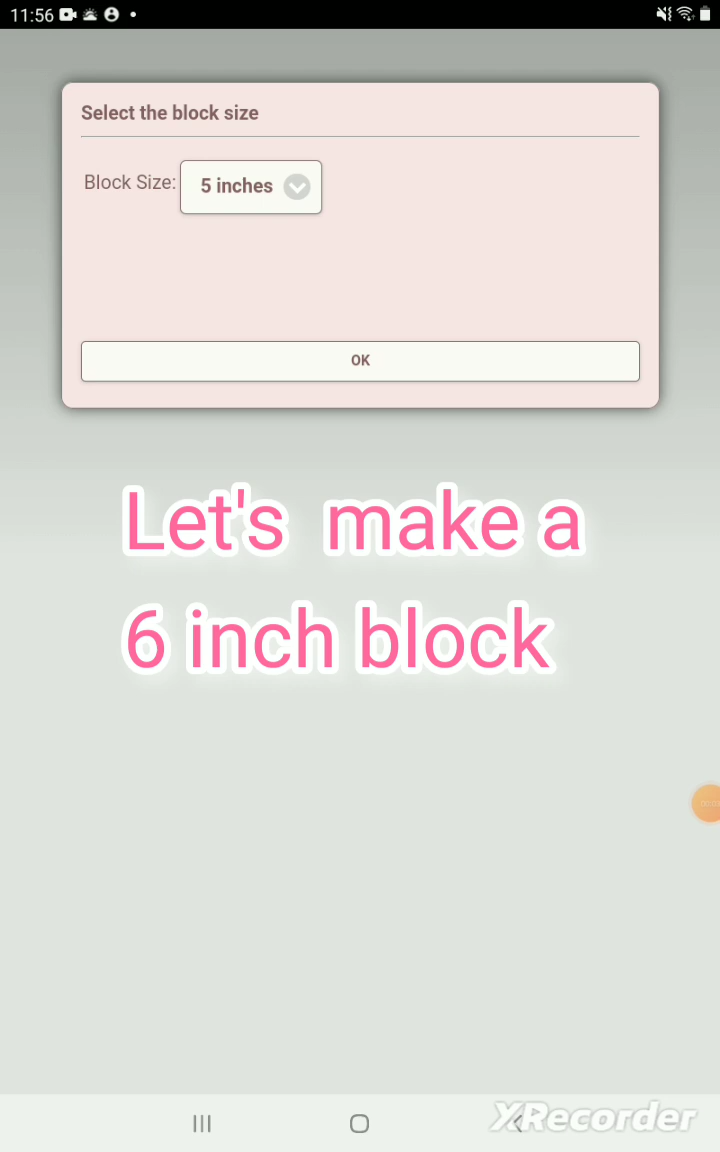 11:56
Select the block size
Block Size: 5 inches
OK
Let's make a
6 inch block
XRecorder